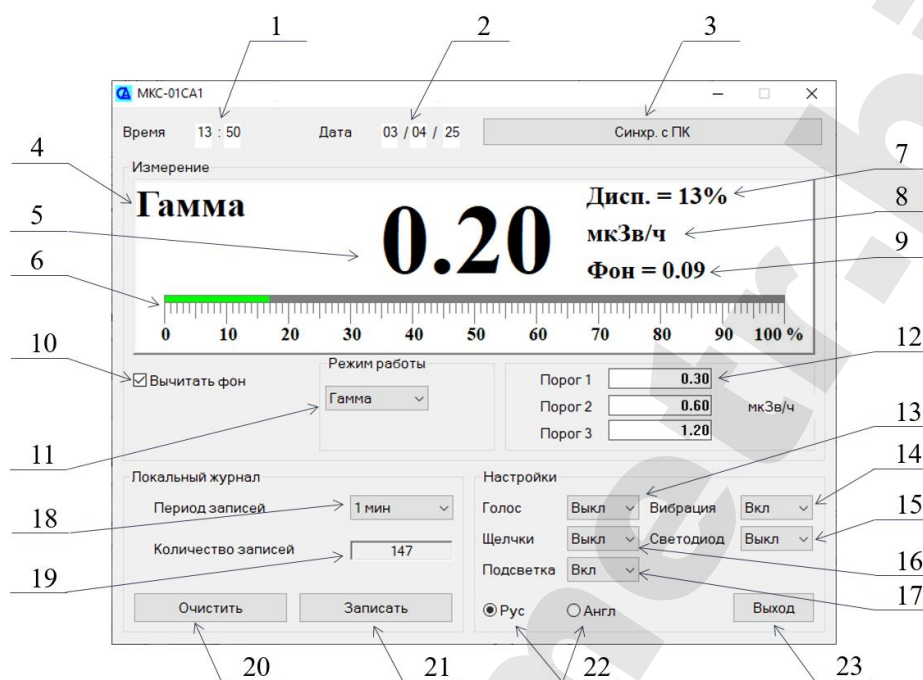 1 2 3
МКС-01СА1
Время 13 : 50 Дата 03 / 04 / 25 Синхр. с ПК
4 Измерение 7
Гамма 0.20 Дисп. = 13%
5 мкЗв/ч 8
6 Фон = 0.09 9
0 10 20 30 40 50 60 70 80 90 100 %
10 Режим работы 12
Вычитать фон Гамма Порог 1 0.30
Порог 2 0.60 мкЗв/ч
Порог 3 1.20 13
11 14
Локальный журнал Настройки
18 Период записей 1 мин Голос Выкл Вибрация Вкл 15
Количество записей 147 Щелчки Выкл Светодиод Выкл 16
19 Подсветка Вкл 17
Очистить Записать Рус Англ Выход
20 21 22 23